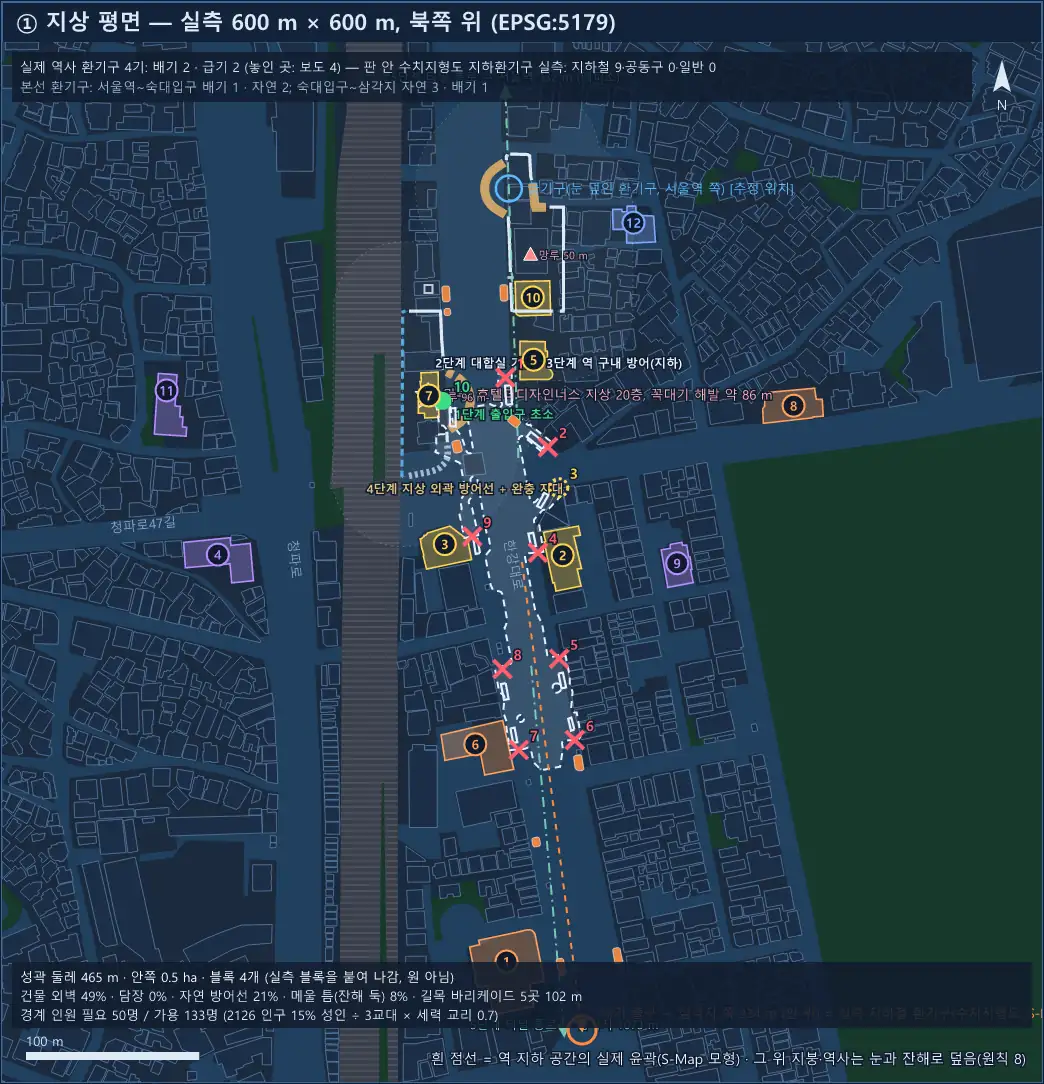 ① 지상 평면 — 실측 600 m × 600 m, 북쪽 위 (EPSG:5179)
실제 역사 환기구 4기: 배기 2 · 급기 2 (놓인 곳: 보도 4) — 판 안 수치지형도 지하환기구 실측: 지하철 9·공동구 0·일반 0
본선 환기구: 서울역~숙대입구 배기 1 · 자연 2; 숙대입구~삼각지 자연 3 · 배기 1
N
기구(눈 덮인 환기구, 서울역 쪽) [추정 위치]
12
망루 60 m
10
5
2단계 대합실
3단계 역 구내 방어(지하)
7
10
11
휴텔 디자이너스 지상 20층, 꼭대기 해발 약 86 m
8
1단계 출입구 초소
2
3
4단계 지상 외곽 방어선 + 완충 지대
9
청파로47길
청파로
한강대로
4
3
4
2
9
8
5
6
7
6
1
성곽 둘레 465 m · 안쪽 0.5 ha · 블록 4개 (실측 블록을 붙여 나감, 원 아님)
건물 외벽 49% · 담장 0% · 자연 방어선 21% · 메울 틈(잔해 둑) 8% · 길목 바리케이드 5곳 102 m
경계 인원 필요 50명 / 가용 133명 (2126 인구 15% 성인 ÷ 3교대 × 세력 교리 0.7)
100 m
흰 점선 = 역 지하 공간의 실제 윤곽(S-Map 모형) · 그 위 지붕·역사는 눈과 잔해로 덮음(원칙 8)